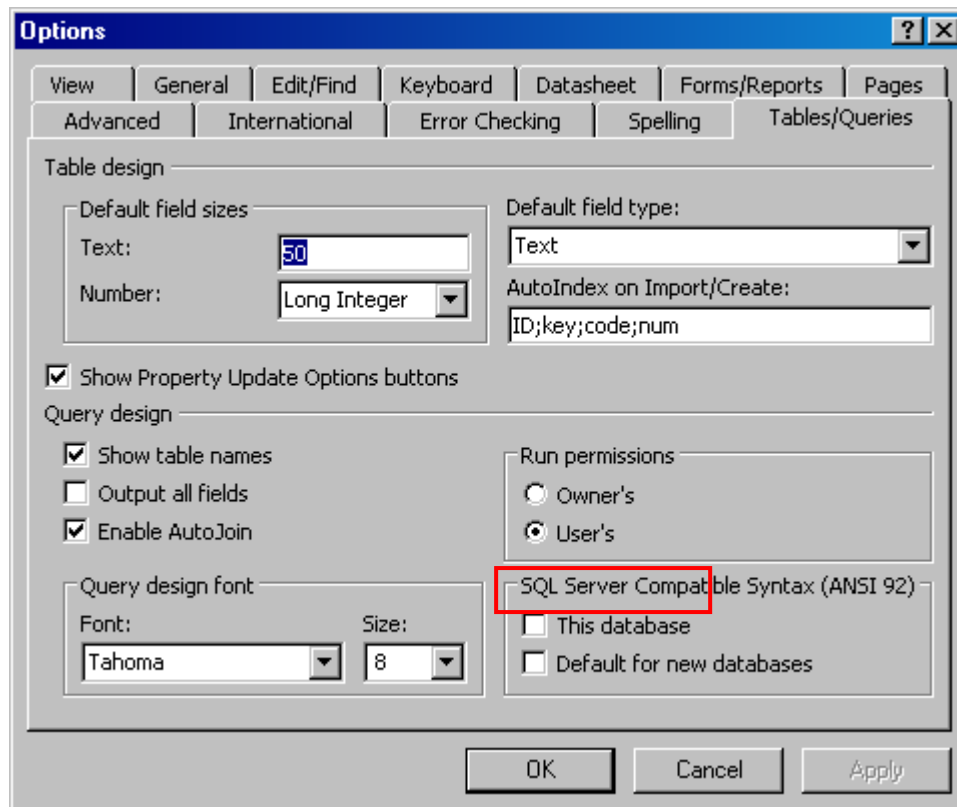 Options
View General Edit/Find Keyboard Datasheet Forms/Reports Pages
Advanced International Error Checking Spelling Tables/Queries
Table design
Default field sizes
Text: 50
Number: Long Integer
Default field type:
Text
AutoIndex on Import/Create:
ID;key;code;num
Show Property Update Options buttons
Query design
Show table names
Output all fields
Enable AutoJoin
Run permissions
Owner's
User's
Query design font
Font: Size:
Tahoma 8
SQL Server Compatible Syntax (ANSI 92)
This database
Default for new databases
OK Cancel Apply